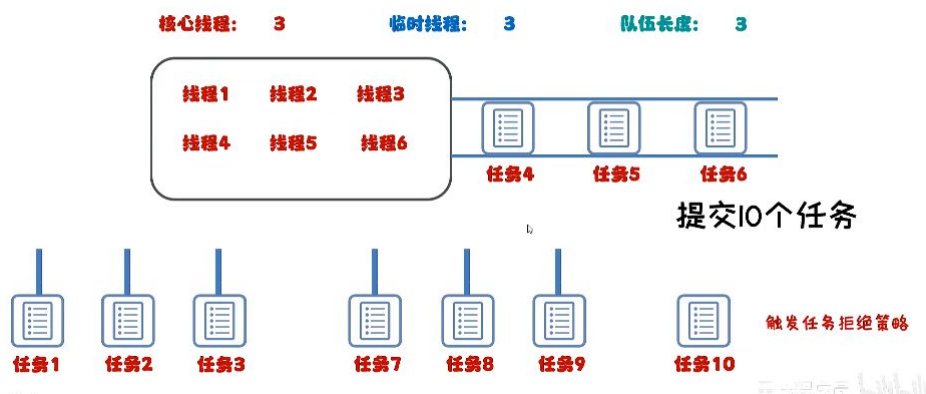 核心线程： 3 临时线程： 3 队伍长度： 3
线程1 线程2 线程3
线程4 线程5 线程6
任务4 任务5 任务6
提交10个任务
触发任务拒绝策略
任务1 任务2 任务3 任务7 任务8 任务9 任务10